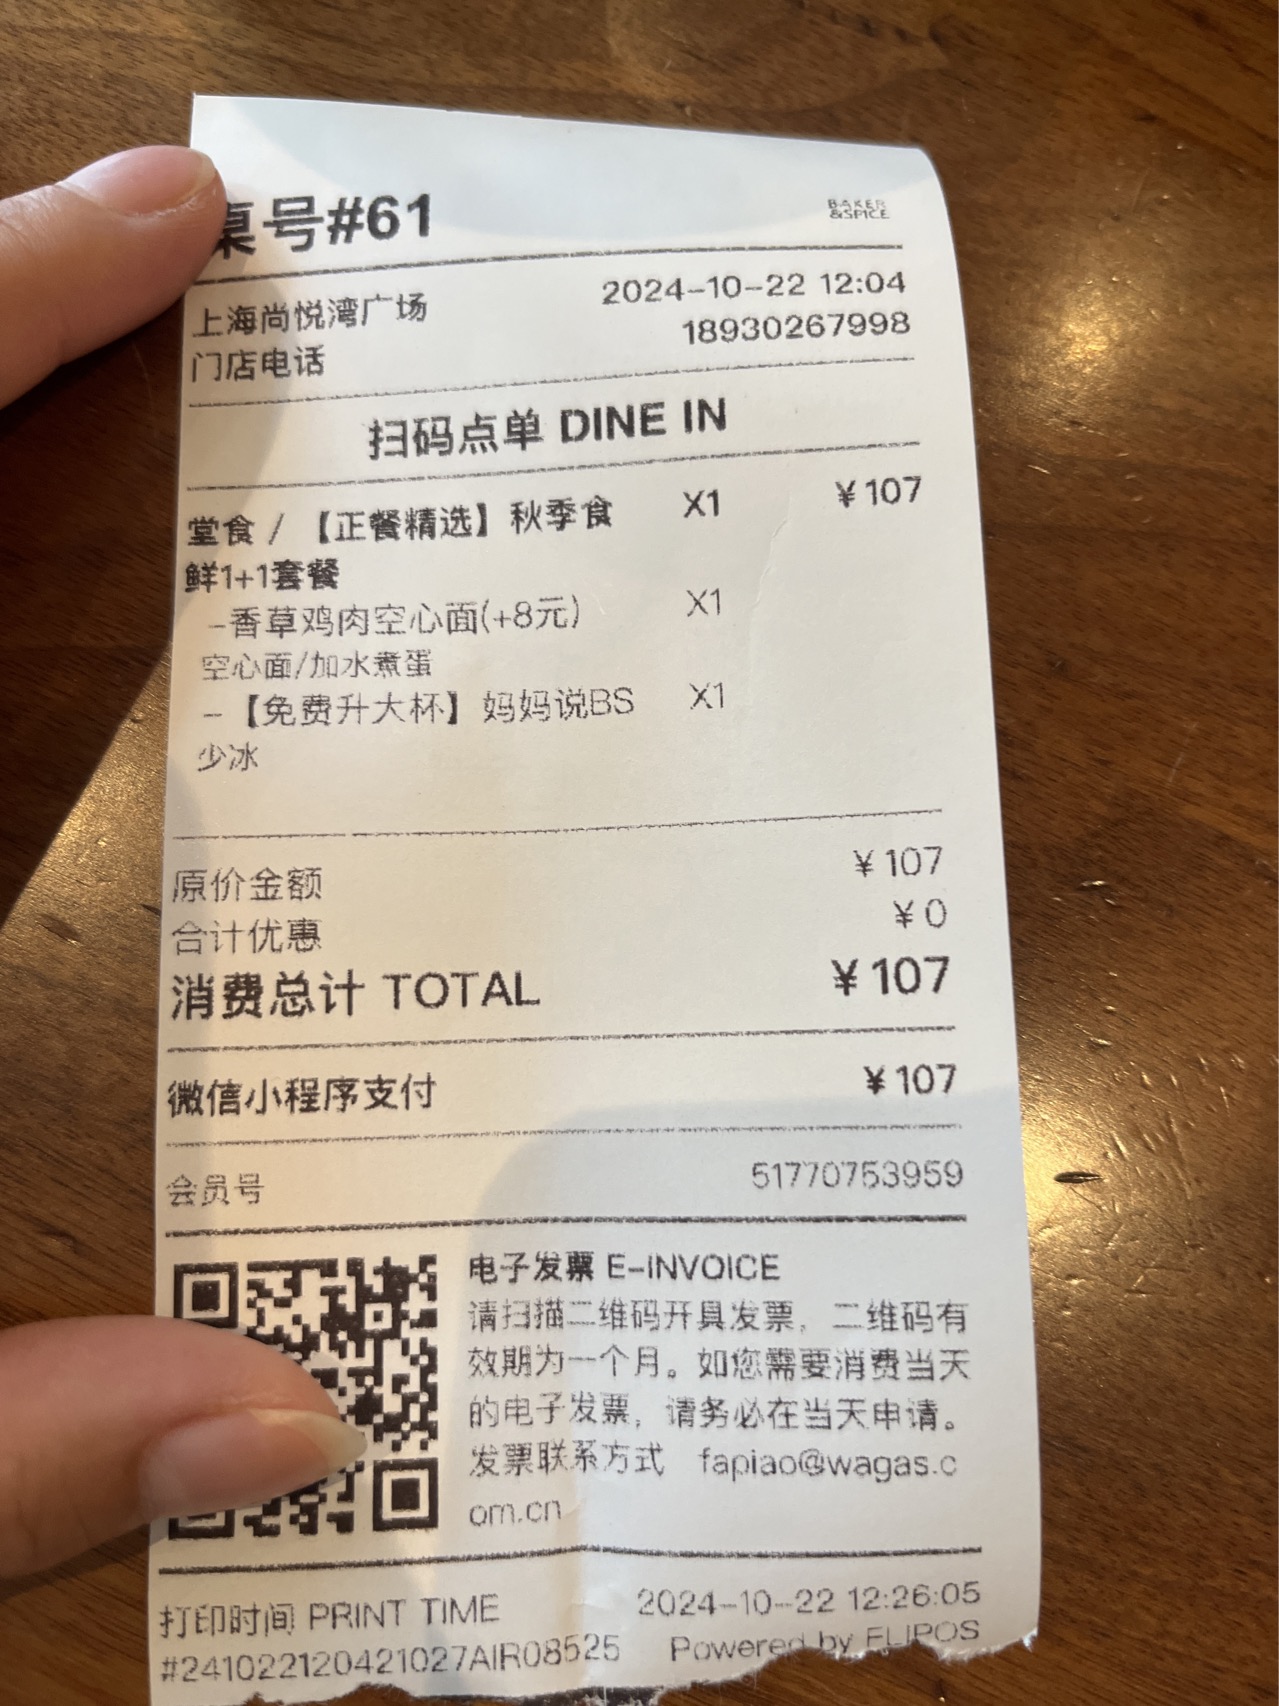 桌号#61
BAKER
&SPICE
2024-10-22 12:04
上海尚悦湾广场
18930267998
门店电话
扫码点单 DINE IN
堂食 / 【正餐精选】秋季食 X1 ¥107
鲜1+1套餐
-香草鸡肉空心面(+8元) X1
空心面/加水煮蛋
-【免费升大杯】妈妈说BS X1
少冰
原价金额 ¥107
合计优惠 ¥0
消费总计 TOTAL ¥107
微信小程序支付 ¥107
会员号 51770753959
电子发票 E-INVOICE
请扫描二维码开具发票，二维码有
效期为一个月。如您需要消费当天
的电子发票，请务必在当天申请。
发票联系方式 fapiao@wagas.c
om.cn
打印时间 PRINT TIME 2024-10-22 12:26:05
#241022120421027AIR08525 Powered by FLIPOS